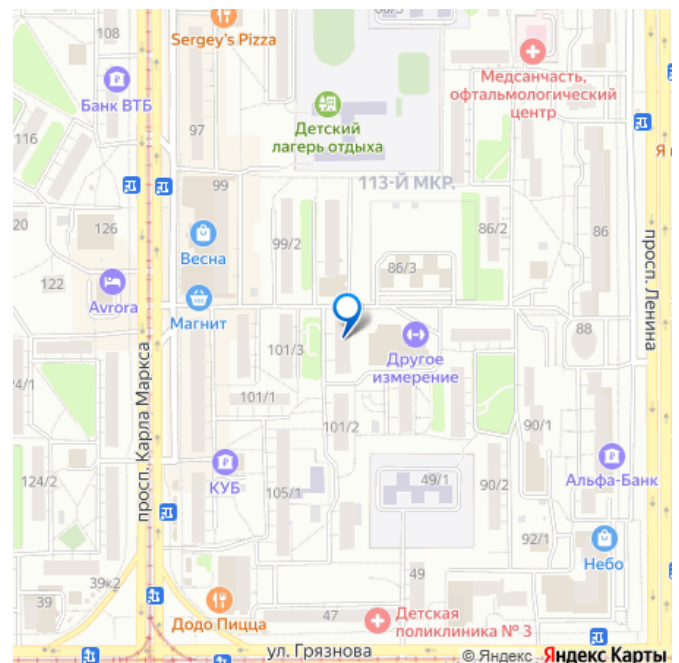 108
Sergey's Pizza
Банк ВТБ
Медсанчасть,
офтальмологический
центр
97
Детский
лагерь отдыха
116
Я
99
113-Й МКР.
20
126
99/2
86/2
86
Весна
86/3
122
Avrora
просп. Ленина
Магнит
88
Другое
измерение
101/3
4/1
101/1
просп. Карла Маркса
101/2
90/1
124/2
КУБ
105/1
49/1
90/2
Альфа-Банк
92/1
Небо
39к2
49
39
Додо Пицца
47
Детская
поликлиника № 3
ул. Грязнова
© Яндекс Яндекс Карты